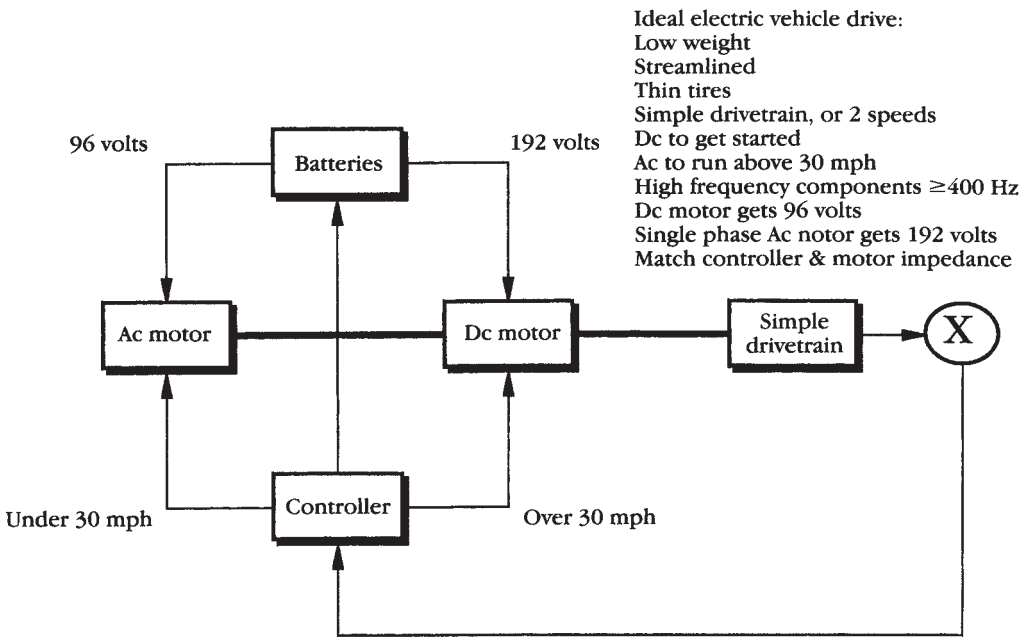 Ideal electric vehicle drive:
Low weight
Streamlined
Thin tires
Simple drivetrain, or 2 speeds
Dc to get started
Ac to run above 30 mph
High frequency components ≥400 Hz
Dc motor gets 96 volts
Single phase Ac notor gets 192 volts
Match controller & motor impedance
96 volts
Batteries
192 volts
Ac motor
Dc motor
Simple
drivetrain
X
Under 30 mph
Controller
Over 30 mph